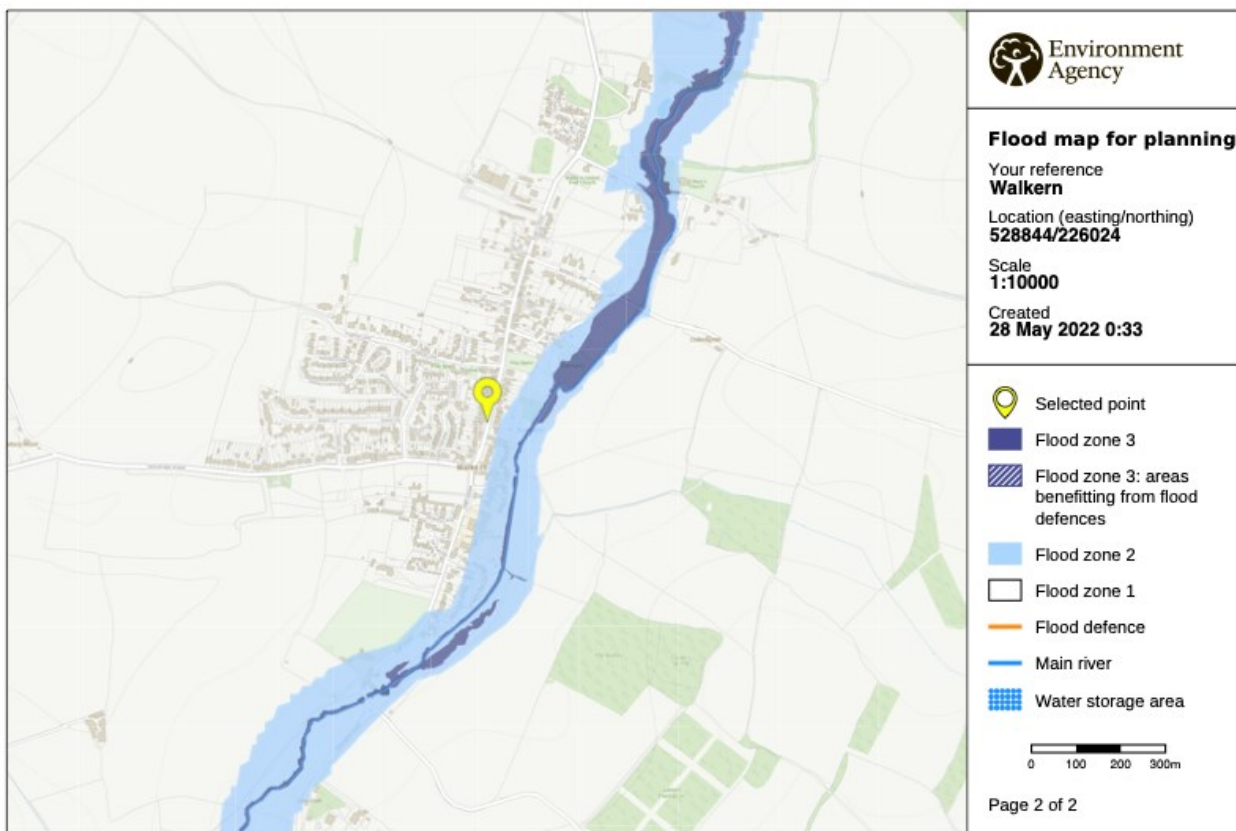 Environment
Agency
Flood map for planning
Your reference
Walkern
Location (easting/northing)
528844/226024
Scale
1:10000
Created
28 May 2022 0:33
Selected point
Flood zone 3
Flood zone 3: areas
benefitting from flood
defences
Flood zone 2
Flood zone 1
Flood defence
Main river
Water storage area
0 100 200 300m
Page 2 of 2